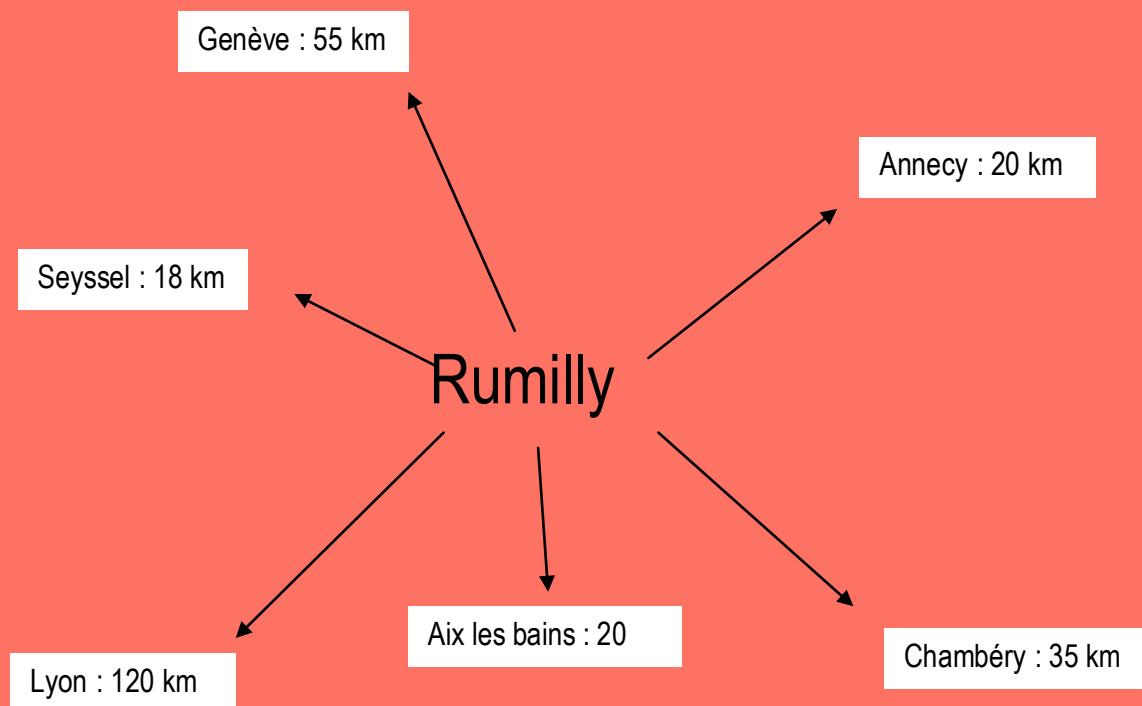 Genève : 55 km
Annecy : 20 km
Seyssel : 18 km
Rumilly
Aix les bains : 20
Chambéry : 35 km
Lyon : 120 km